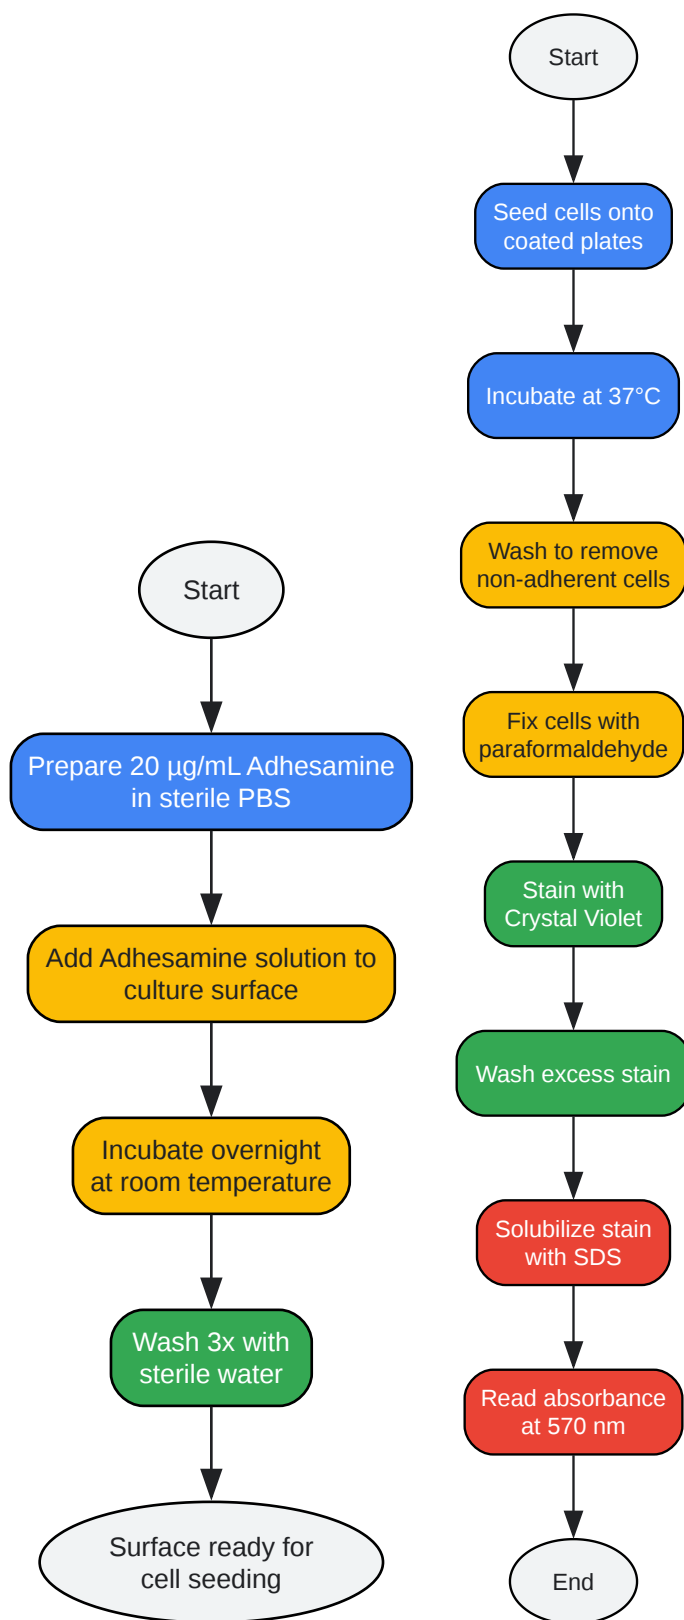 Start
Prepare 20 µg/mL Adhesamine
in sterile PBS
Add Adhesamine solution to
culture surface
Incubate overnight
at room temperature
Wash 3x with
sterile water
Surface ready for
cell seeding
Start
Seed cells onto
coated plates
Incubate at 37°C
Wash to remove
non-adherent cells
Fix cells with
paraformaldehyde
Stain with
Crystal Violet
Wash excess stain
Solubilize stain
with SDS
Read absorbance
at 570 nm
End